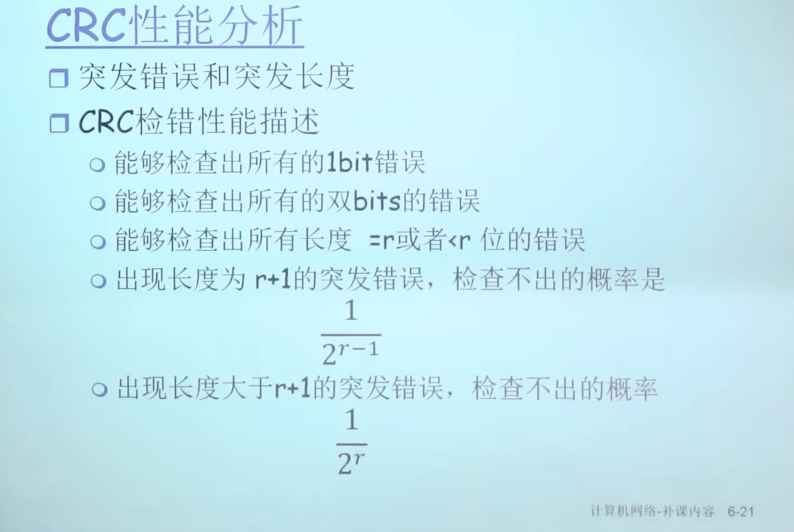 CRC性能分析
突发错误和突发长度
CRC检错性能描述
能够检查出所有的1bit错误
能够检查出所有的双bits的错误
能够检查出所有长度 =r或者<r 位的错误
出现长度为 r+1的突发错误，检查不出的概率是
1
2^{r-1}
出现长度大于r+1的突发错误，检查不出的概率
1
2^r
计算机网络-补课内容 6-21